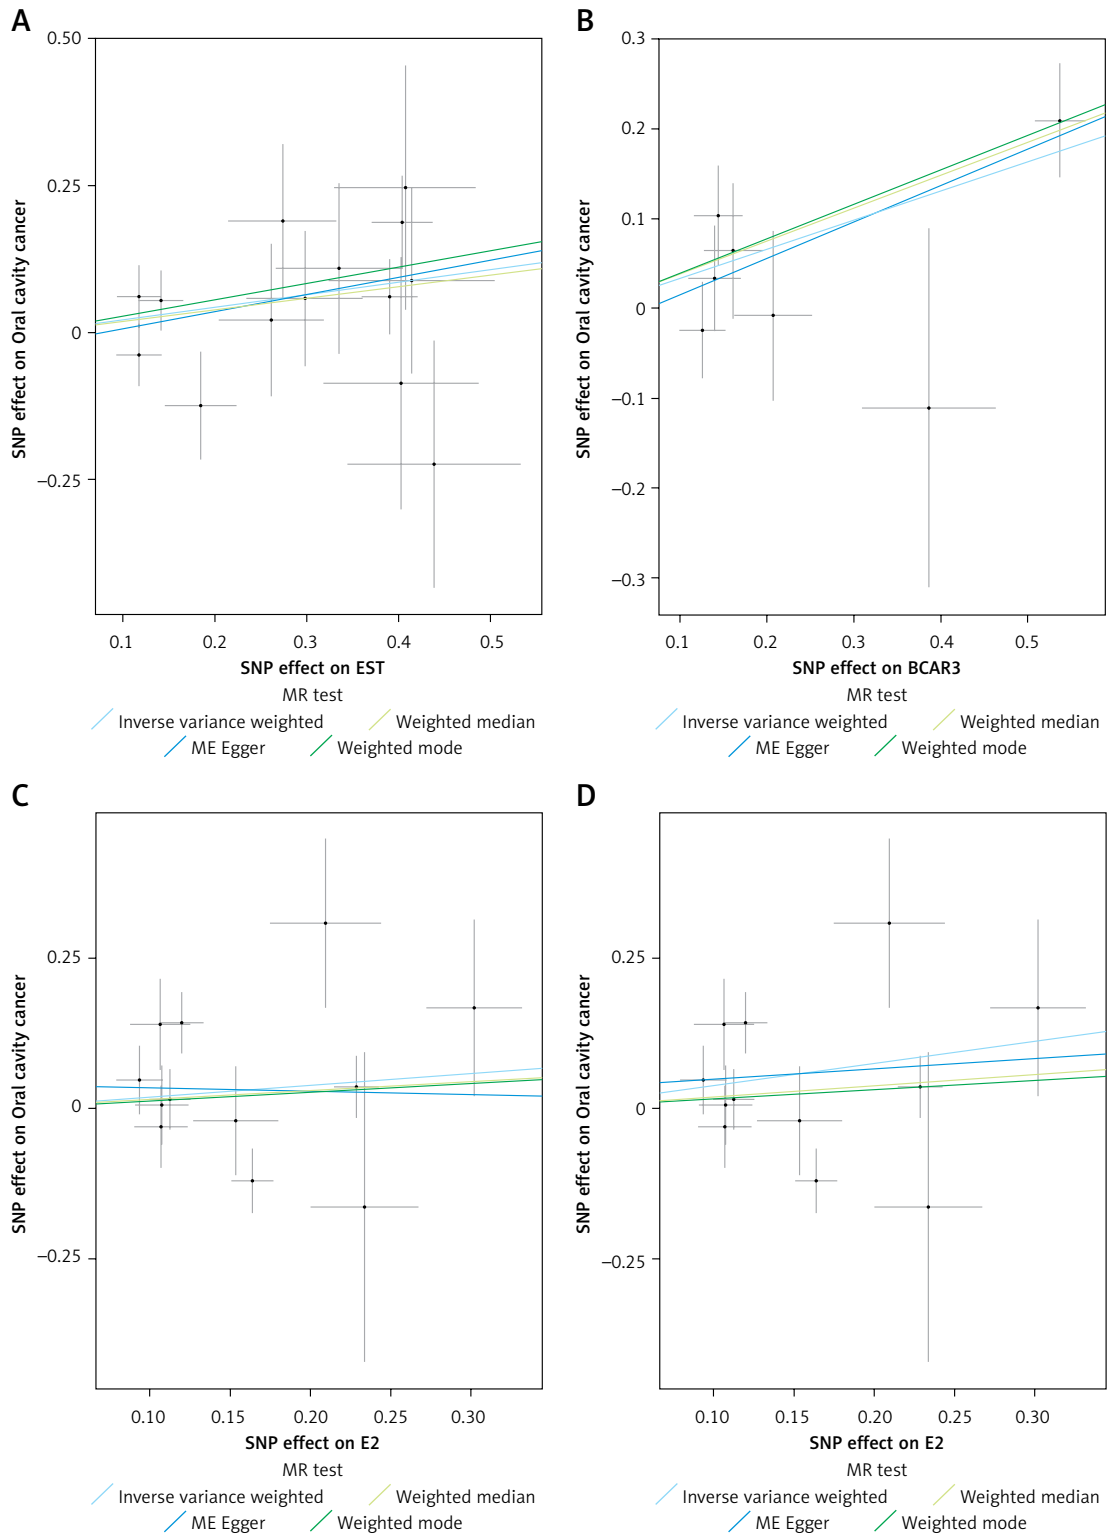 A
0.50
0.25
0
−0.25
SNP effect on Oral cavity cancer
0.1 0.2 0.3 0.4 0.5
SNP effect on EST
MR test
Inverse variance weighted Weighted median
ME Egger Weighted mode
B
0.3
0.2
0.1
0
−0.1
−0.2
−0.3
SNP effect on Oral cavity cancer
0.1 0.2 0.3 0.4 0.5
SNP effect on BCAR3
MR test
Inverse variance weighted Weighted median
ME Egger Weighted mode
C
0.25
0
−0.25
SNP effect on Oral cavity cancer
0.10 0.15 0.20 0.25 0.30
SNP effect on E2
MR test
Inverse variance weighted Weighted median
ME Egger Weighted mode
D
0.25
0
−0.25
SNP effect on Oral cavity cancer
0.10 0.15 0.20 0.25 0.30
SNP effect on E2
MR test
Inverse variance weighted Weighted median
ME Egger Weighted mode